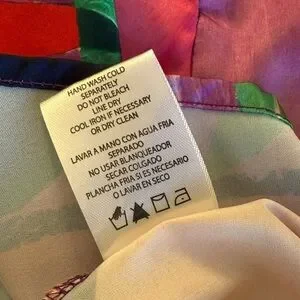 HAND WASH COLD
SEPARATELY
DO NOT BLEACH
LINE DRY
COOL IRON IF NECESSARY
OR DRY CLEAN
LAVAR A MANO CON AGUA FRIA
SEPARADO
NO USAR BLANQUEADOR
SECAR COLGADO
PLANCHA FRIA SI ES NECESARIO
O LAVAR EN SECO